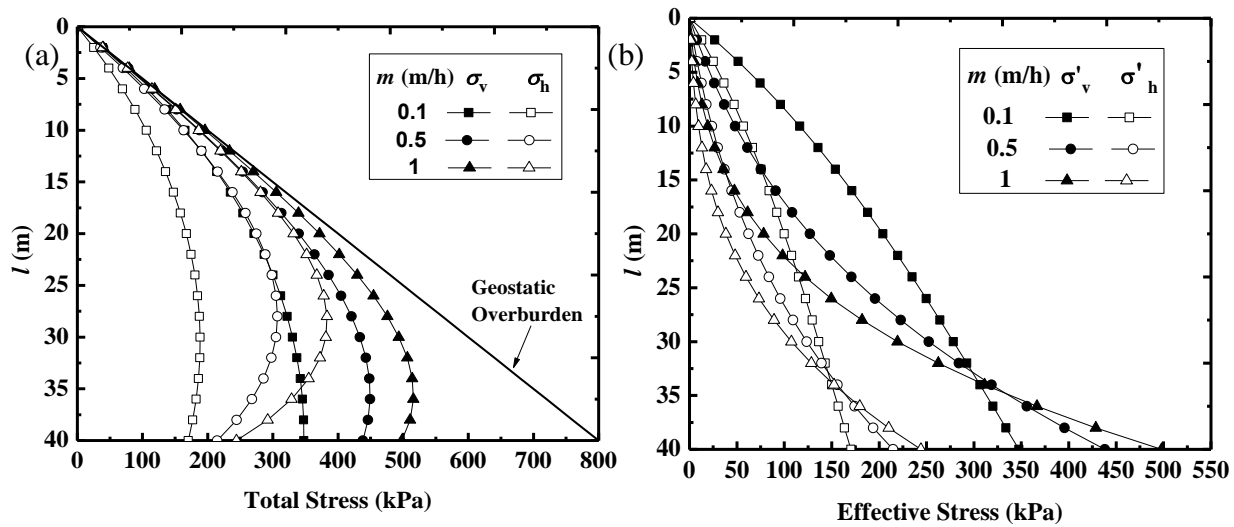 (a)
0
5
10
15
20
25
30
35
40
l (m)
0 100 200 300 400 500 600 700 800
Total Stress (kPa)
m (m/h) σv σh
0.1
0.5
1
Geostatic
Overburden
(b)
0
5
10
15
20
25
30
35
40
l (m)
0 50 100 150 200 250 300 350 400 450 500 550
Effective Stress (kPa)
m (m/h) σ'v σ'h
0.1
0.5
1